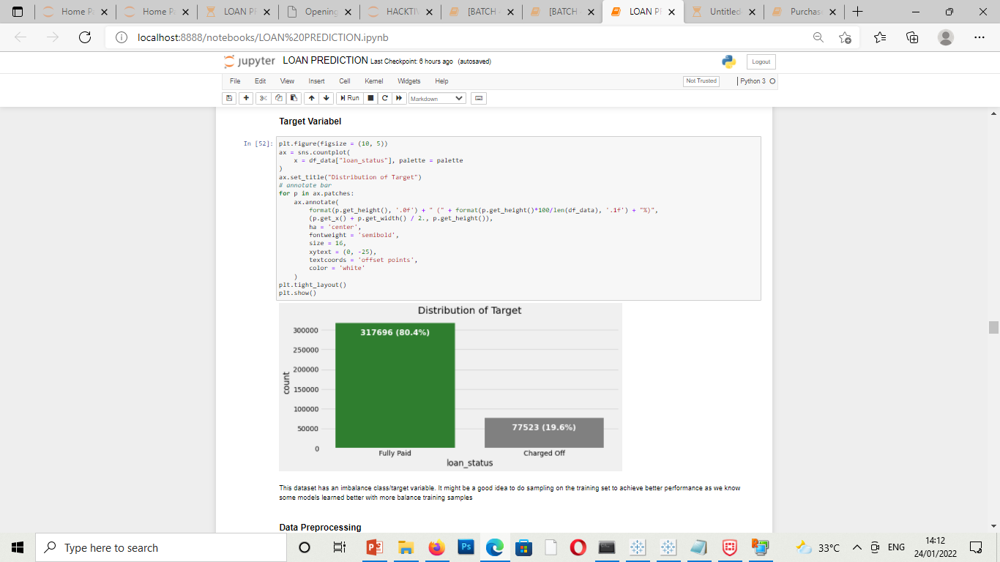 Home P
Home P
LOAN P
Opening
HACKTI
[BATCH
[BATCH
LOAN P
Untitled
Purchas
localhost:8888/notebooks/LOAN%20PREDICTION.ipynb
jupyter LOAN PREDICTION Last Checkpoint: 6 hours ago (autosaved)
Logout
File Edit View Insert Cell Kernel Widgets Help
Not Trusted
Python 3
Run
Markdown
Target Variabel
In [52]: plt.figure(figsize = (10, 5))
ax = sns.countplot(
x = df_data["loan_status"], palette = palette
)
ax.set_title("Distribution of Target")
# annotate bar
for p in ax.patches:
ax.annotate(
format(p.get_height(), '.0f') + " (" + format(p.get_height()*100/len(df_data), '.1f') + "%)",
(p.get_x() + p.get_width() / 2., p.get_height()),
ha = 'center',
fontweight = 'semibold',
size = 16,
xytext = (0, -25),
textcoords = 'offset points',
color = 'white'
)
plt.tight_layout()
plt.show()
Distribution of Target
317696 (80.4%)
77523 (19.6%)
300000
250000
200000
150000
100000
50000
0
count
Fully Paid
Charged Off
loan_status
This dataset has an imbalance class/target variable. It might be a good idea to do sampling on the training set to achieve better performance as we know
some models learned better with more balance training samples
Data Preprocessing
Type here to search
33°C
ENG
14:12
24/01/2022